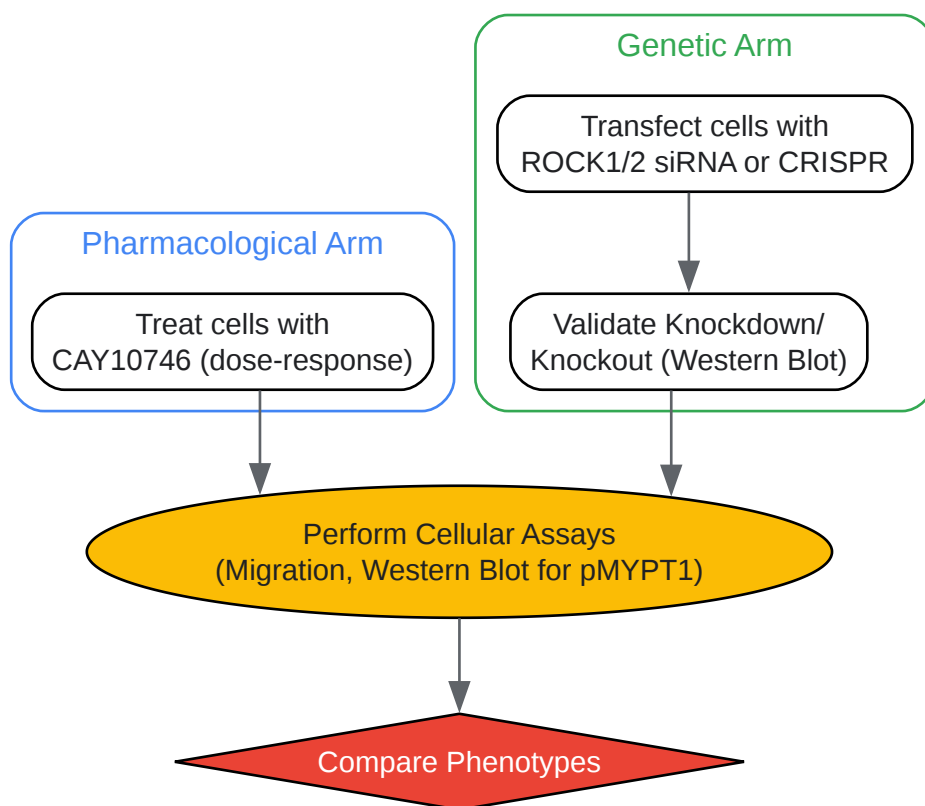 Genetic Arm
Transfect cells with
ROCK1/2 siRNA or CRISPR
Pharmacological Arm
Treat cells with
CAY10746 (dose-response)
Validate Knockdown/
Knockout (Western Blot)
Perform Cellular Assays
(Migration, Western Blot for pMYPT1)
Compare Phenotypes